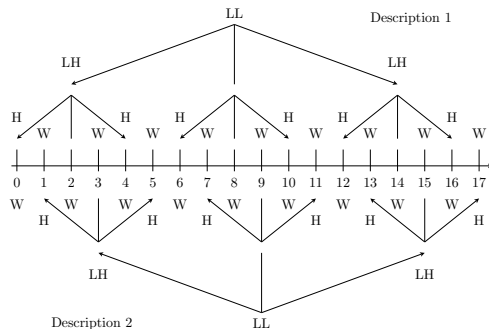 LL
Description 1
LH LH
H H H H H H
W W W W W W W W W
0 1 2 3 4 5 6 7 8 9 10 11 12 13 14 15 16 17
W W W W W W W W W
H H H H H H
LH LH
Description 2
LL